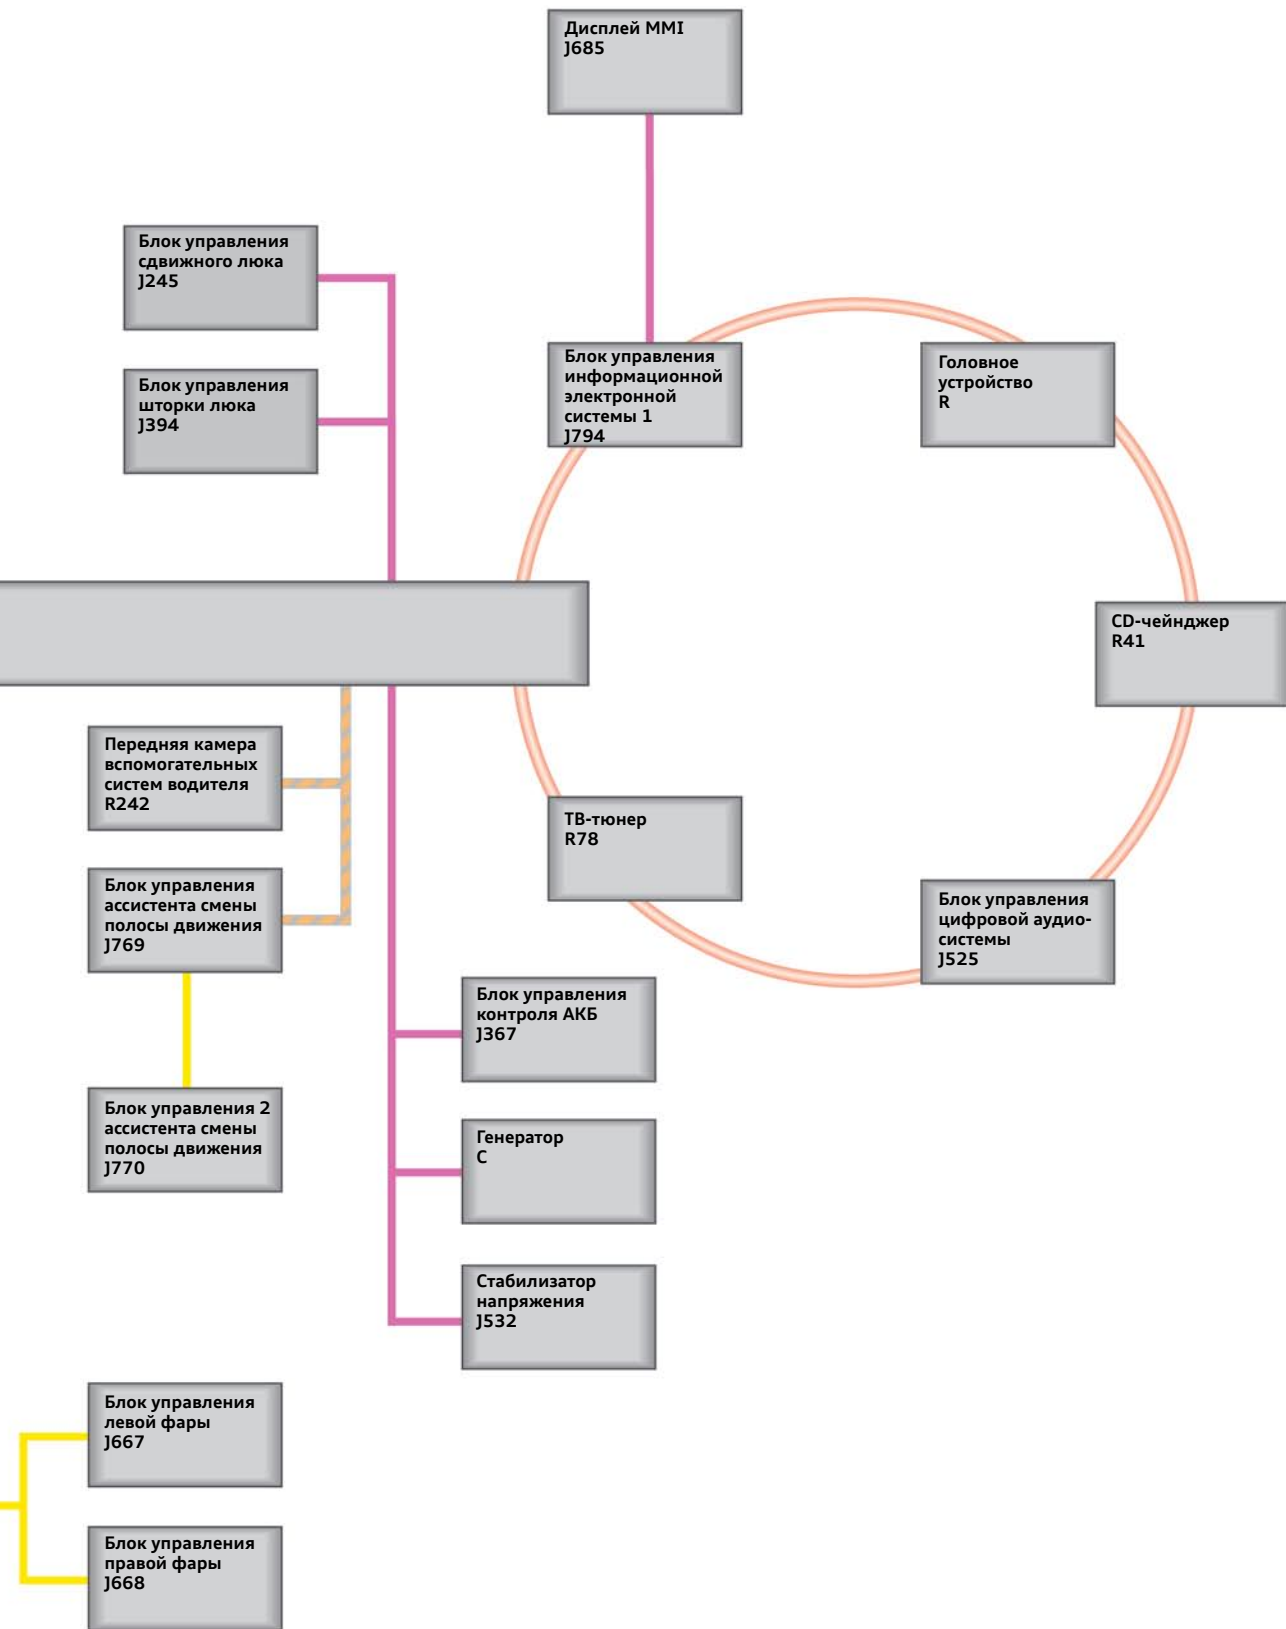 Дисплей MMI
J685
Блок управления
сдвижного люка
J245
Блок управления
шторки люка
J394
Блок управления
информационной
электронной
системы 1
J794
Головное
устройство
R
CD-чейнджер
R41
Передняя камера
вспомогательных
систем водителя
R242
ТВ-тюнер
R78
Блок управления
ассистента смены
полосы движения
J769
Блок управления
цифровой аудио-
системы
J525
Блок управления
контроля АКБ
J367
Блок управления 2
ассистента смены
полосы движения
J770
Генератор
C
Стабилизатор
напряжения
J532
Блок управления
левой фары
J667
Блок управления
правой фары
J668